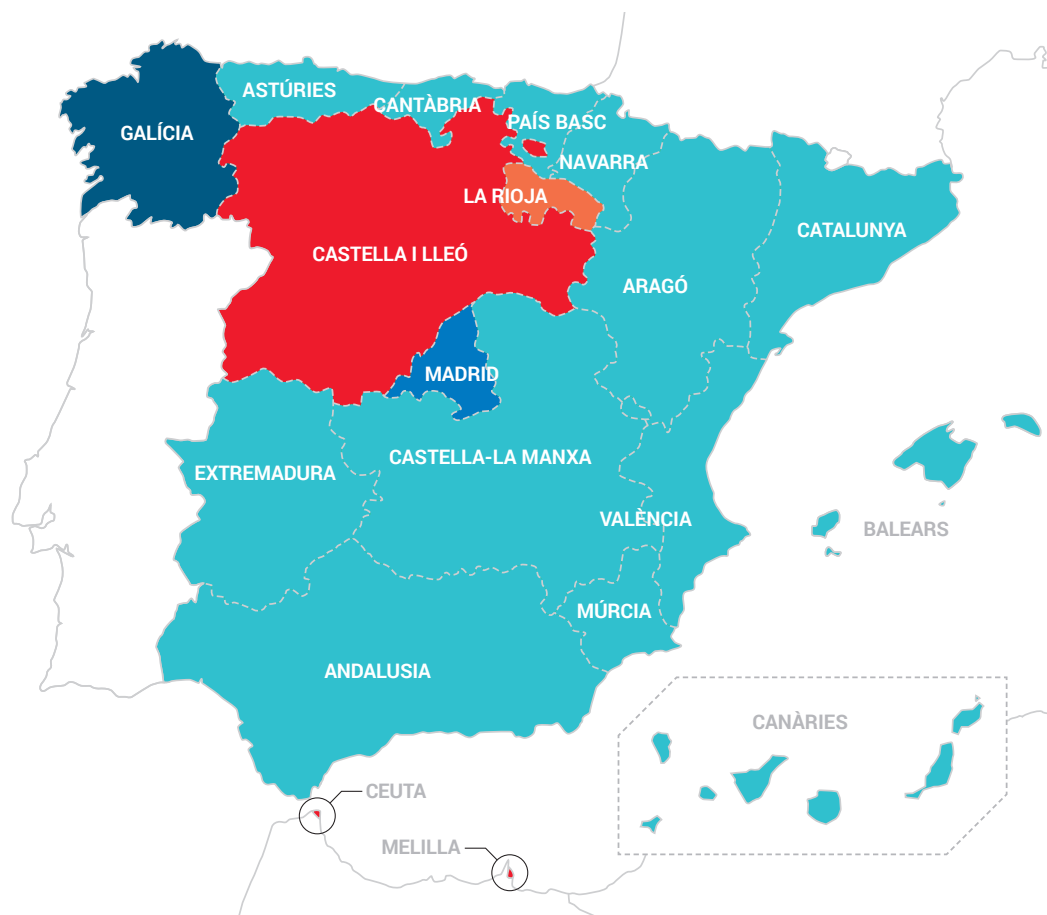 ASTÚRIES
CANTÀBRIA
PAÍS BASC
GALÍCIA
NAVARRA
LA RIOJA
CATALUNYA
CASTELLA I LLEÓ
ARAGÓ
MADRID
CASTELLA-LA MANXA
EXTREMADURA
VALÈNCIA
BALEARS
MÚRCIA
ANDALUSIA
CANÀRIES
CEUTA
MELILLA